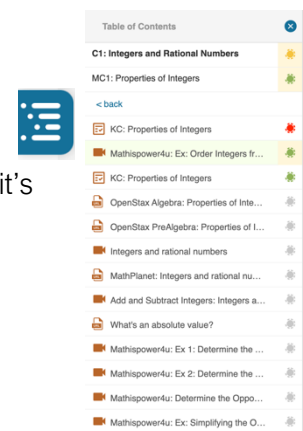 Table of Contents
C1: Integers and Rational Numbers
MC1: Properties of Integers
< back
KC: Properties of Integers
Mathispower4u: Ex: Order Integers fr...
KC: Properties of Integers
it's
OpenStax Algebra: Properties of Inte...
OpenStax PreAlgebra: Properties of I...
Integers and rational numbers
MathPlanet: Integers and rational nu...
Add and Subtract Integers: Integers a...
What's an absolute value?
Mathispower4u: Ex 1: Determine the ...
Mathispower4u: Ex 2: Determine the ...
Mathispower4u: Determine the Oppo...
Mathispower4u: Ex: Simplifying the O...